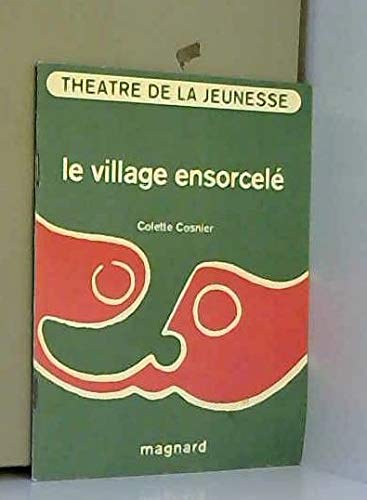 THEATRE DE LA JEUNESSE
le village ensorcelé
Colette Cosnier
magnard